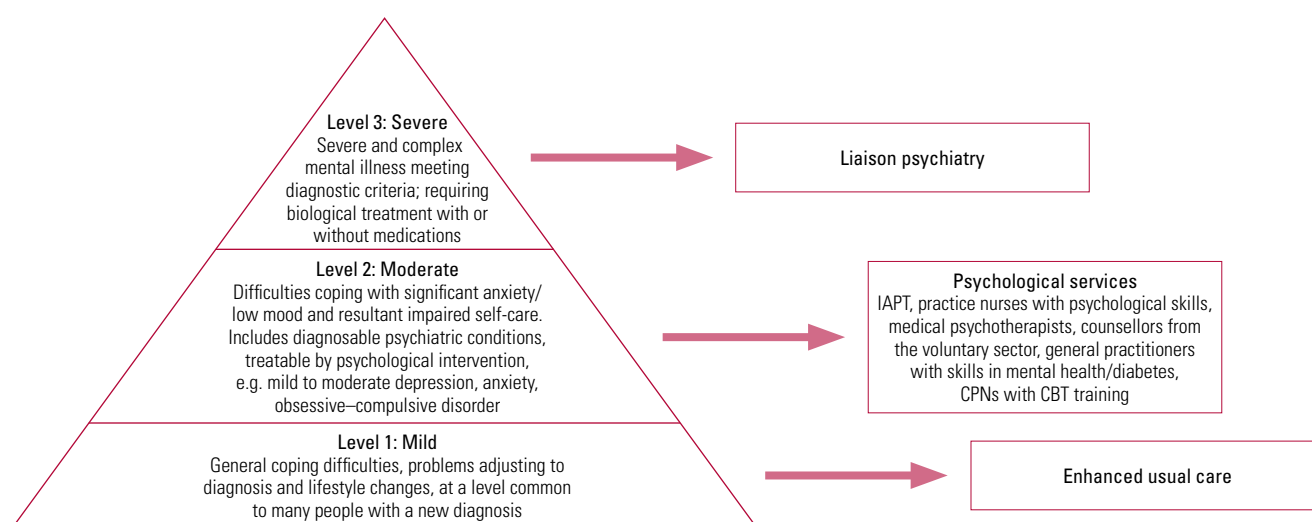 Level 3: Severe
Severe and complex
mental illness meeting
diagnostic criteria; requiring
biological treatment with or
without medications
Liaison psychiatry
Level 2: Moderate
Difficulties coping with significant anxiety/
low mood and resultant impaired self-care.
Includes diagnosable psychiatric conditions,
treatable by psychological intervention,
e.g. mild to moderate depression, anxiety,
obsessive–compulsive disorder
Psychological services
IAPT, practice nurses with psychological skills,
medical psychotherapists, counsellors from
the voluntary sector, general practitioners
with skills in mental health/diabetes,
CPNs with CBT training
Level 1: Mild
General coping difficulties, problems adjusting to
diagnosis and lifestyle changes, at a level common
to many people with a new diagnosis
Enhanced usual care